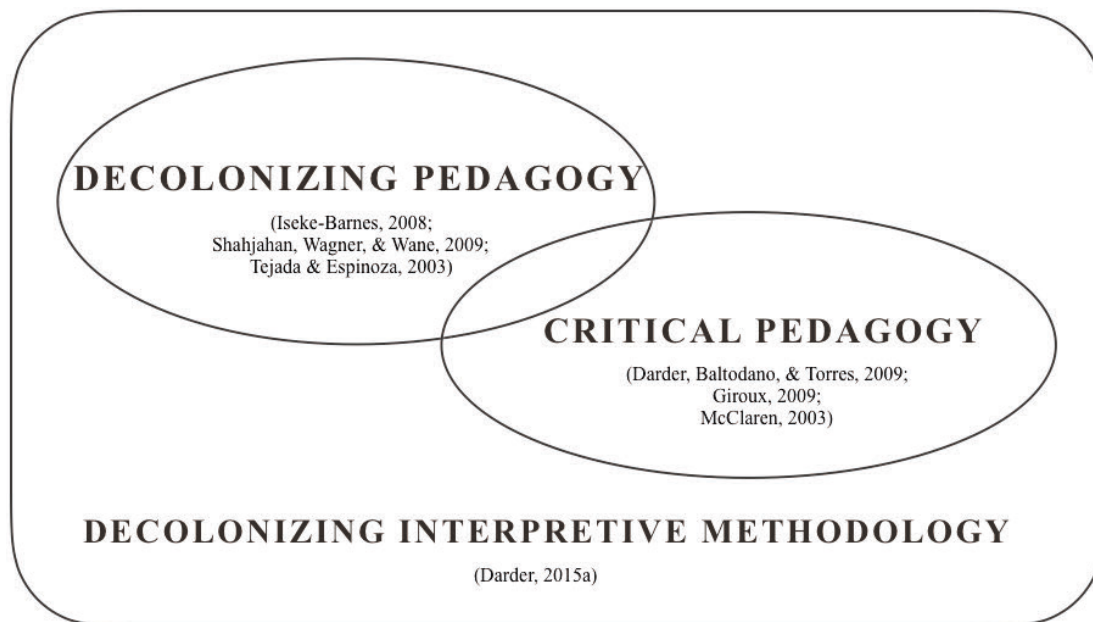 DECOLONIZING PEDAGOGY
(Iseke-Barnes, 2008;
Shahjahan, Wagner, & Wane, 2009;
Tejada & Espinoza, 2003)
CRITICAL PEDAGOGY
(Darder, Baltodano, & Torres, 2009;
Giroux, 2009;
McClaren, 2003)
DECOLONIZING INTERPRETIVE METHODOLOGY
(Darder, 2015a)